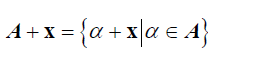 A + x = {α + x|α ∈ A}